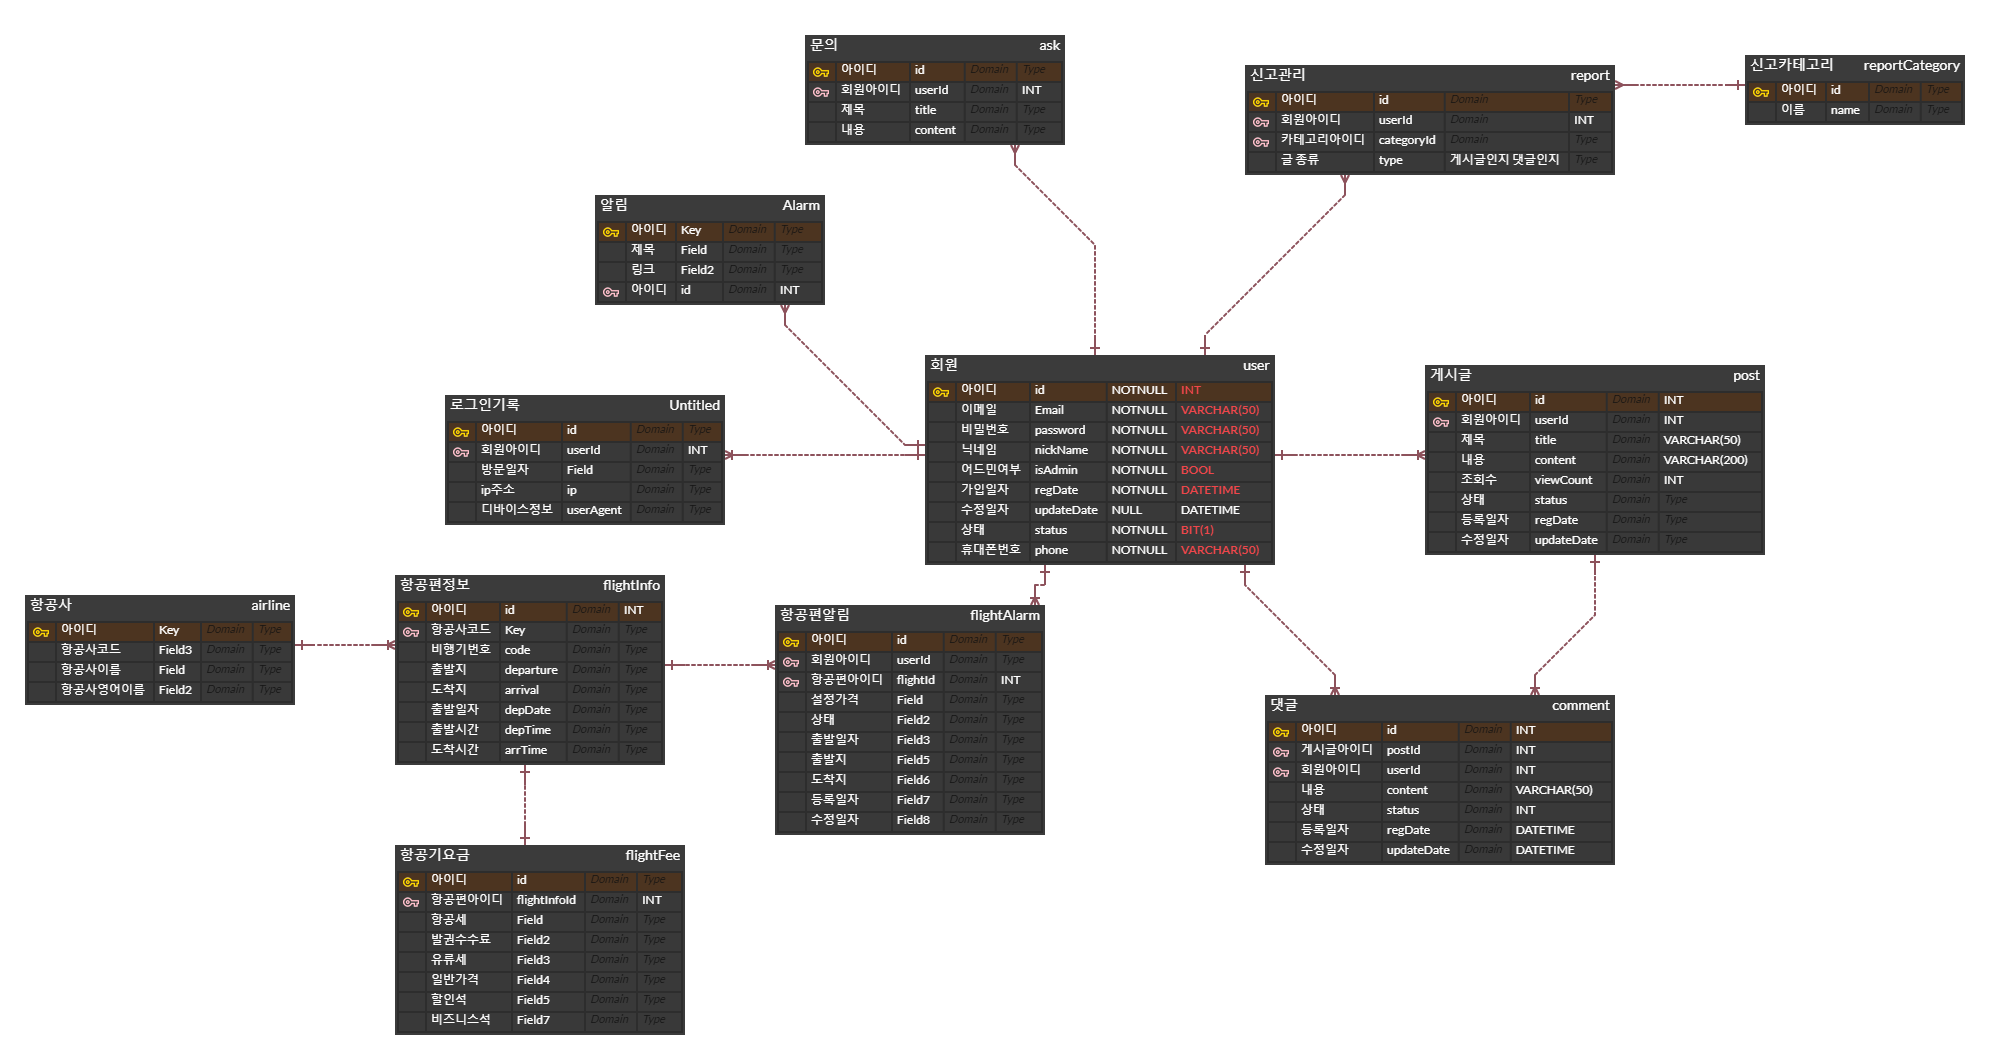 문의 ask
아이디 id Domain Type
회원아이디 userId Domain INT
제목 title Domain Type
내용 content Domain Type
신고관리 report
아이디 id Domain Type
회원아이디 userId Domain INT
카테고리아이디 categoryId Domain Type
글 종류 type 게시글인지 댓글인지 Type
신고카테고리 reportCategory
아이디 id Domain Type
이름 name Domain Type
알림 Alarm
아이디 Key Domain Type
제목 Field Domain Type
링크 Field2 Domain Type
아이디 id Domain INT
회원 user
아이디 id NOTNULL INT
이메일 Email NOTNULL VARCHAR(50)
비밀번호 password NOTNULL VARCHAR(50)
닉네임 nickName NOTNULL VARCHAR(50)
어드민여부 isAdmin NOTNULL BOOL
가입일자 regDate NOTNULL DATETIME
수정일자 updateDate NULL DATETIME
상태 status NOTNULL BIT(1)
휴대폰번호 phone NOTNULL VARCHAR(50)
게시글 post
아이디 id Domain INT
회원아이디 userId Domain INT
제목 title Domain VARCHAR(50)
내용 content Domain VARCHAR(200)
조회수 viewCount Domain INT
상태 status Domain Type
등록일자 regDate Domain Type
수정일자 updateDate Domain Type
로그인기록 Untitled
아이디 id Domain Type
회원아이디 userId Domain INT
방문일자 Field Domain Type
ip주소 ip Domain Type
디바이스정보 userAgent Domain Type
항공사 airline
아이디 Key Domain Type
항공사코드 Field3 Domain Type
항공사이름 Field Domain Type
항공사영어이름 Field2 Domain Type
항공편정보 flightInfo
아이디 id Domain INT
항공사코드 Key Domain Type
비행기번호 code Domain Type
출발지 departure Domain Type
도착지 arrival Domain Type
출발일자 depDate Domain Type
출발시간 depTime Domain Type
도착시간 arrTime Domain Type
항공편알림 flightAlarm
아이디 id Domain Type
회원아이디 userId Domain Type
항공편아이디 flightId Domain INT
설정가격 Field Domain Type
상태 Field2 Domain Type
출발일자 Field3 Domain Type
출발지 Field5 Domain Type
도착지 Field6 Domain Type
등록일자 Field7 Domain Type
수정일자 Field8 Domain Type
댓글 comment
아이디 id Domain INT
게시글아이디 postId Domain INT
회원아이디 userId Domain INT
내용 content Domain VARCHAR(50)
상태 status Domain INT
등록일자 regDate Domain DATETIME
수정일자 updateDate Domain DATETIME
항공기요금 flightFee
아이디 id Domain Type
항공편아이디 flightInfoId Domain INT
항공세 Field Domain Type
발권수수료 Field2 Domain Type
유류세 Field3 Domain Type
일반가격 Field4 Domain Type
할인석 Field5 Domain Type
비즈니스석 Field7 Domain Type